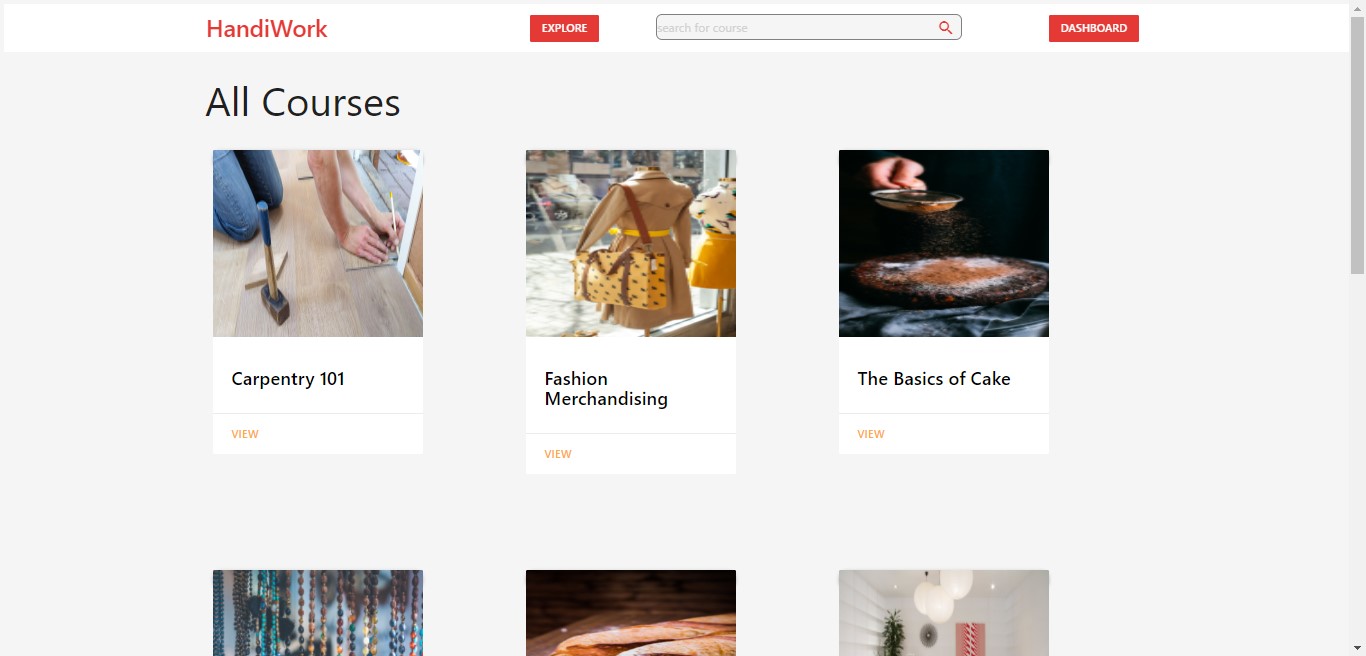 HandiWork
EXPLORE
search for course
DASHBOARD
All Courses
Carpentry 101
VIEW
Fashion
Merchandising
VIEW
The Basics of Cake
VIEW